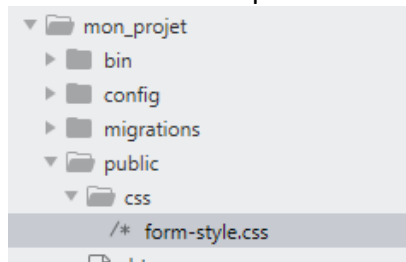 mon_projet
bin
config
migrations
public
css
/* form-style.css